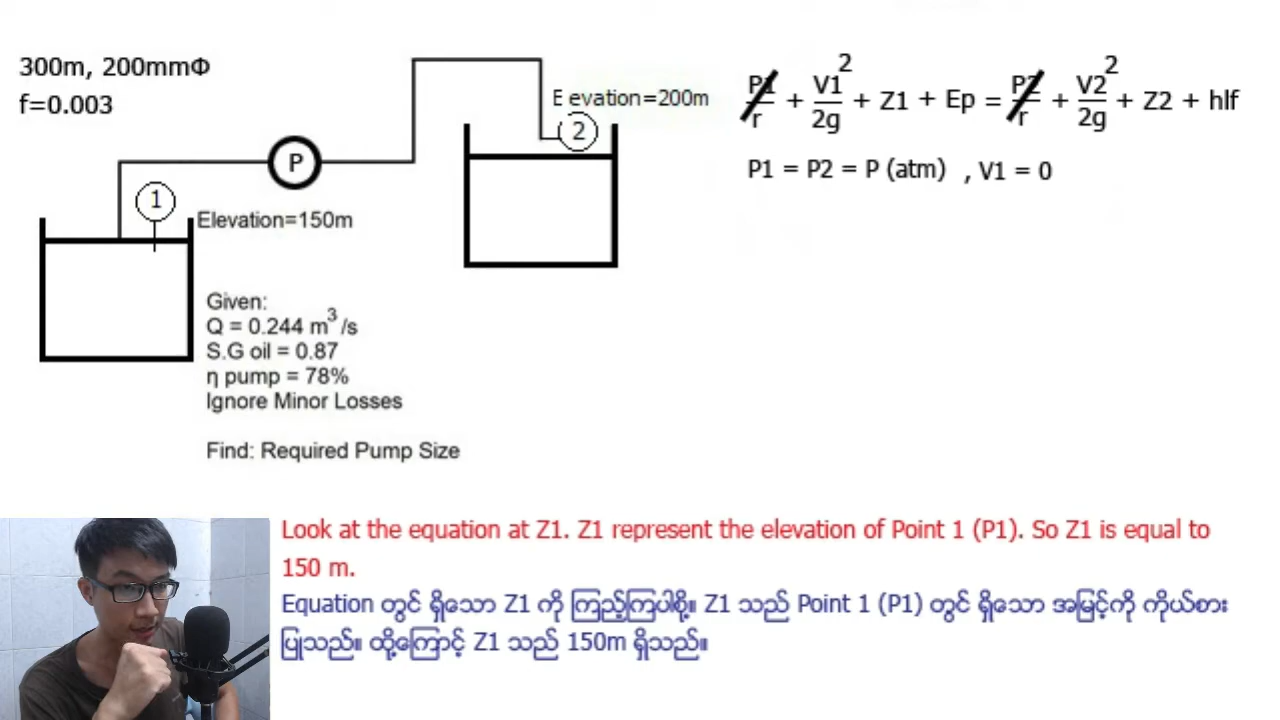 300m, 200mmΦ
f=0.003
E evation=200m
2
P
1
Elevation=150m
Given:
Q = 0.244 m³/s
S.G oil = 0.87
η pump = 78%
Ignore Minor Losses
Find: Required Pump Size
P1/r + V1²/2g + Z1 + Ep = P2/r + V2²/2g + Z2 + hlf
P1 = P2 = P (atm) , V1 = 0
Look at the equation at Z1. Z1 represent the elevation of Point 1 (P1). So Z1 is equal to
150 m.
Equation တွင် ရှိသော Z1 ကို ကြည့်ကြပါစို့။ Z1 သည် Point 1 (P1) တွင် ရှိသော အမြင့်ကို ကိုယ်စား
ပြုသည်။ ထို့ကြောင့် Z1 သည် 150m ရှိသည်။